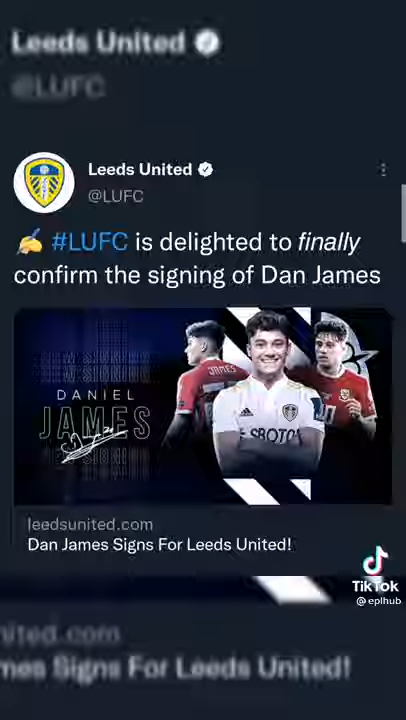 Leeds United
@LUFC
Leeds United
@LUFC
✍️ #LUFC is delighted to finally
confirm the signing of Dan James
JAMES
DANIEL
JAMES
SBOTO
leedsunited.com
Dan James Signs For Leeds United!
TikTok
@eplhub
nited.com
mes Signs For Leeds United!